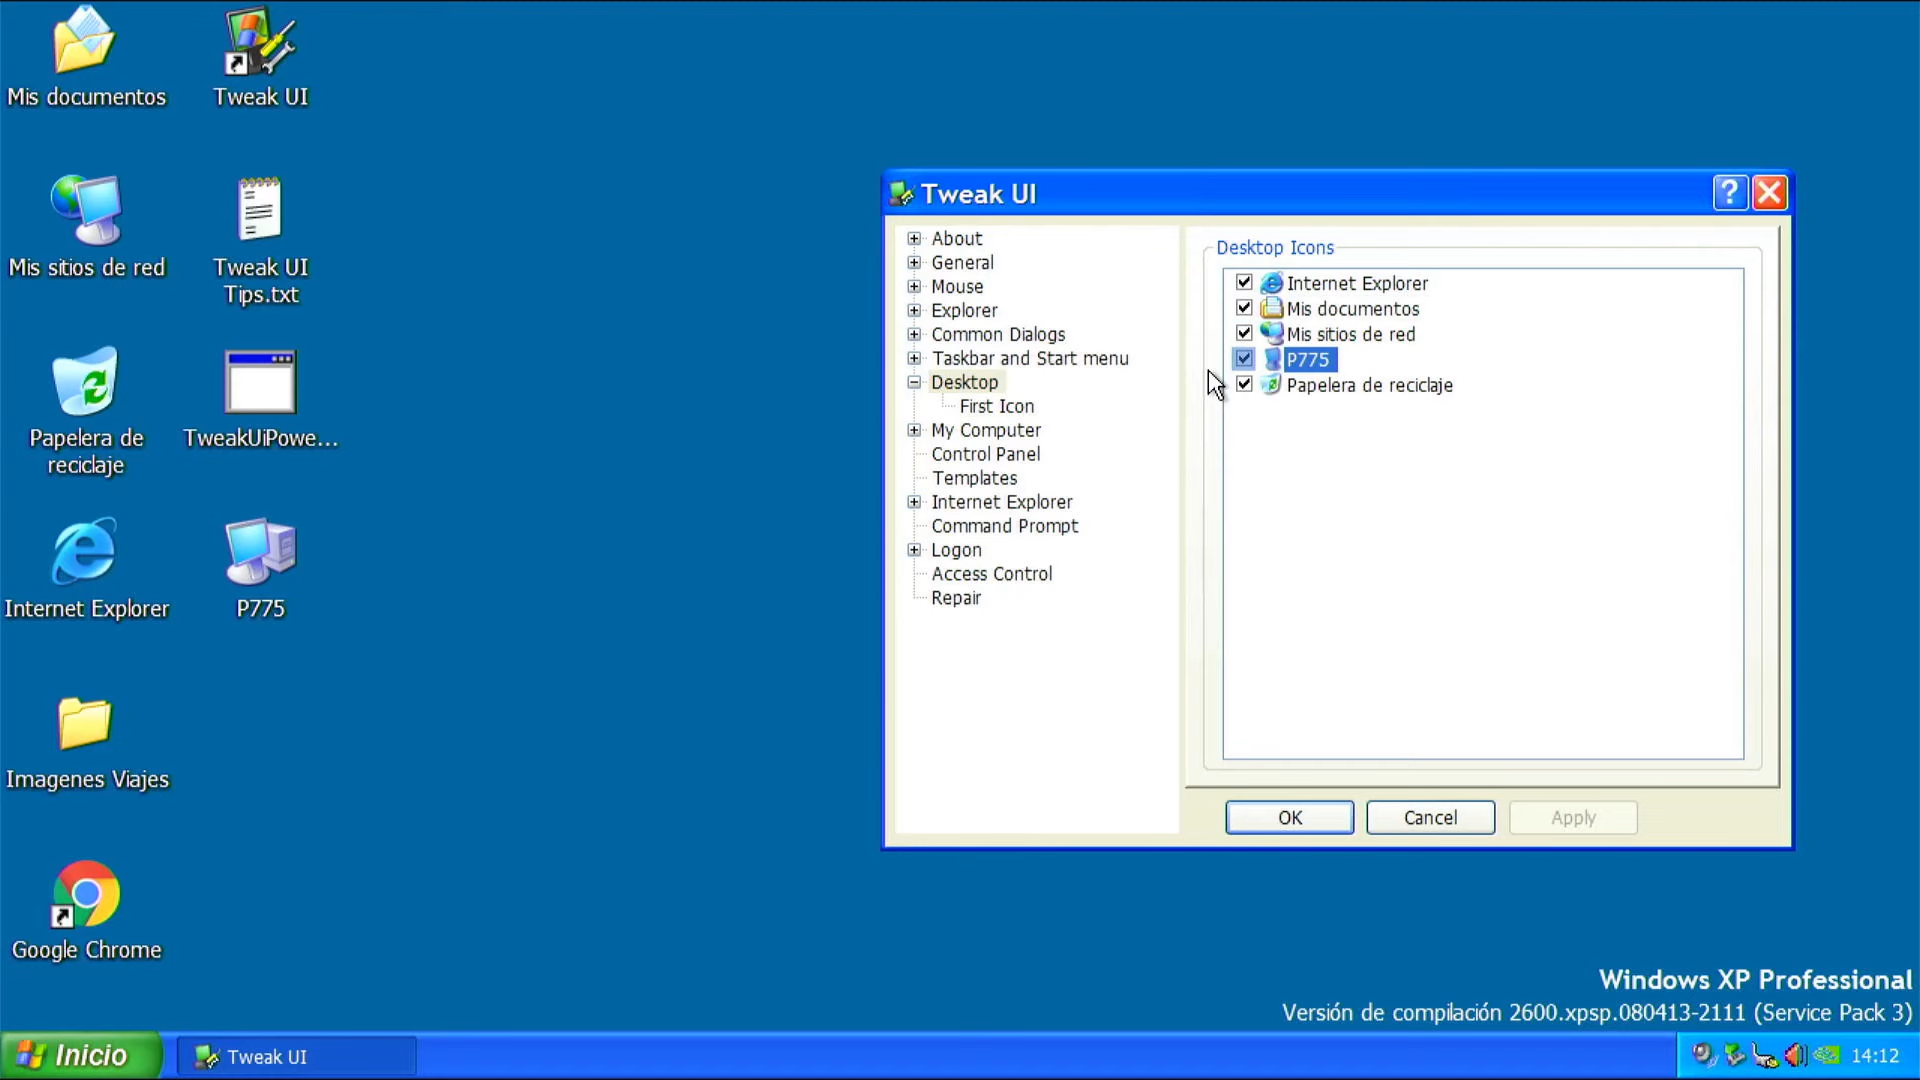 Mis documentos
Tweak UI
Mis sitios de red
Tweak UI
Tips.txt
Papelera de
reciclaje
TweakUiPowe...
Internet Explorer
P775
Imagenes Viajes
Google Chrome
Tweak UI
?
About
General
Mouse
Explorer
Common Dialogs
Taskbar and Start menu
Desktop
First Icon
My Computer
Control Panel
Templates
Internet Explorer
Command Prompt
Logon
Access Control
Repair
Desktop Icons
Internet Explorer
Mis documentos
Mis sitios de red
P775
Papelera de reciclaje
OK
Cancel
Apply
Windows XP Professional
Versión de compilación 2600.xpsp.080413-2111 (Service Pack 3)
Inicio
Tweak UI
14:12